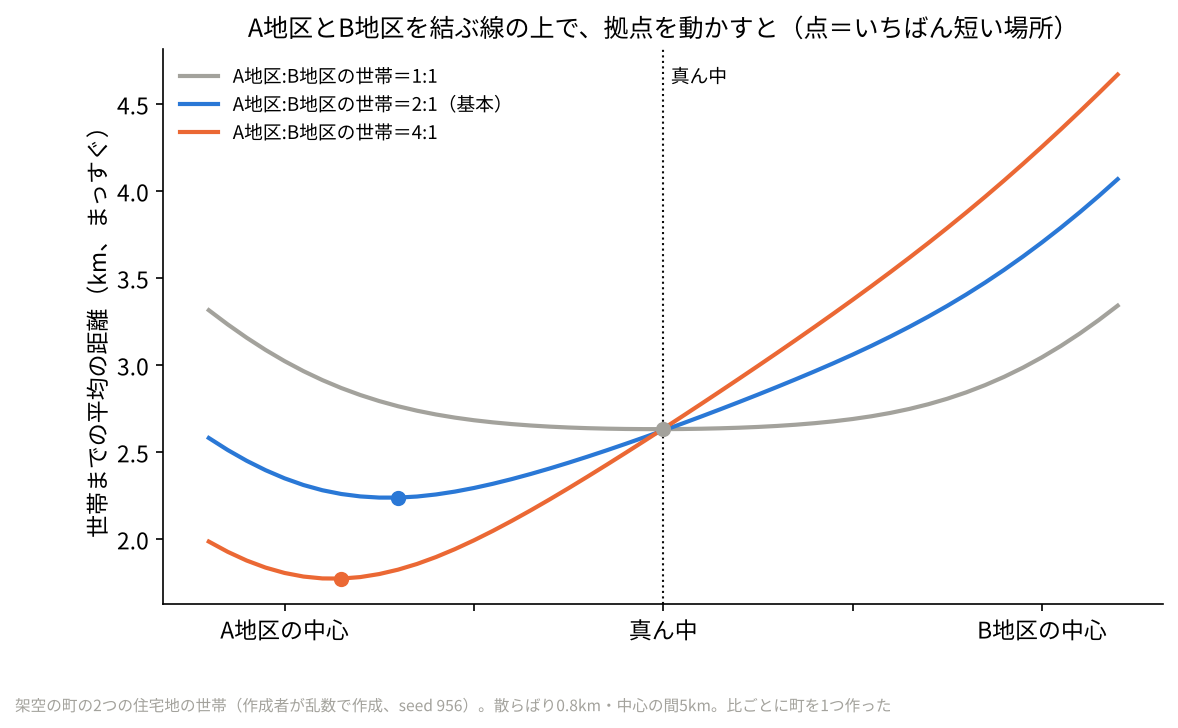 A地区とB地区を結ぶ線の上で、拠点を動かすと（点＝いちばん短い場所）
A地区:B地区の世帯＝1:1
A地区:B地区の世帯＝2:1（基本）
A地区:B地区の世帯＝4:1
真ん中
世帯までの平均の距離（km、まっすぐ）
4.5
4.0
3.5
3.0
2.5
2.0
A地区の中心
真ん中
B地区の中心
架空の町の2つの住宅地の世帯（作成者が乱数で作成、seed 956）。散らばり0.8km・中心の間5km。比ごとに町を1つ作った